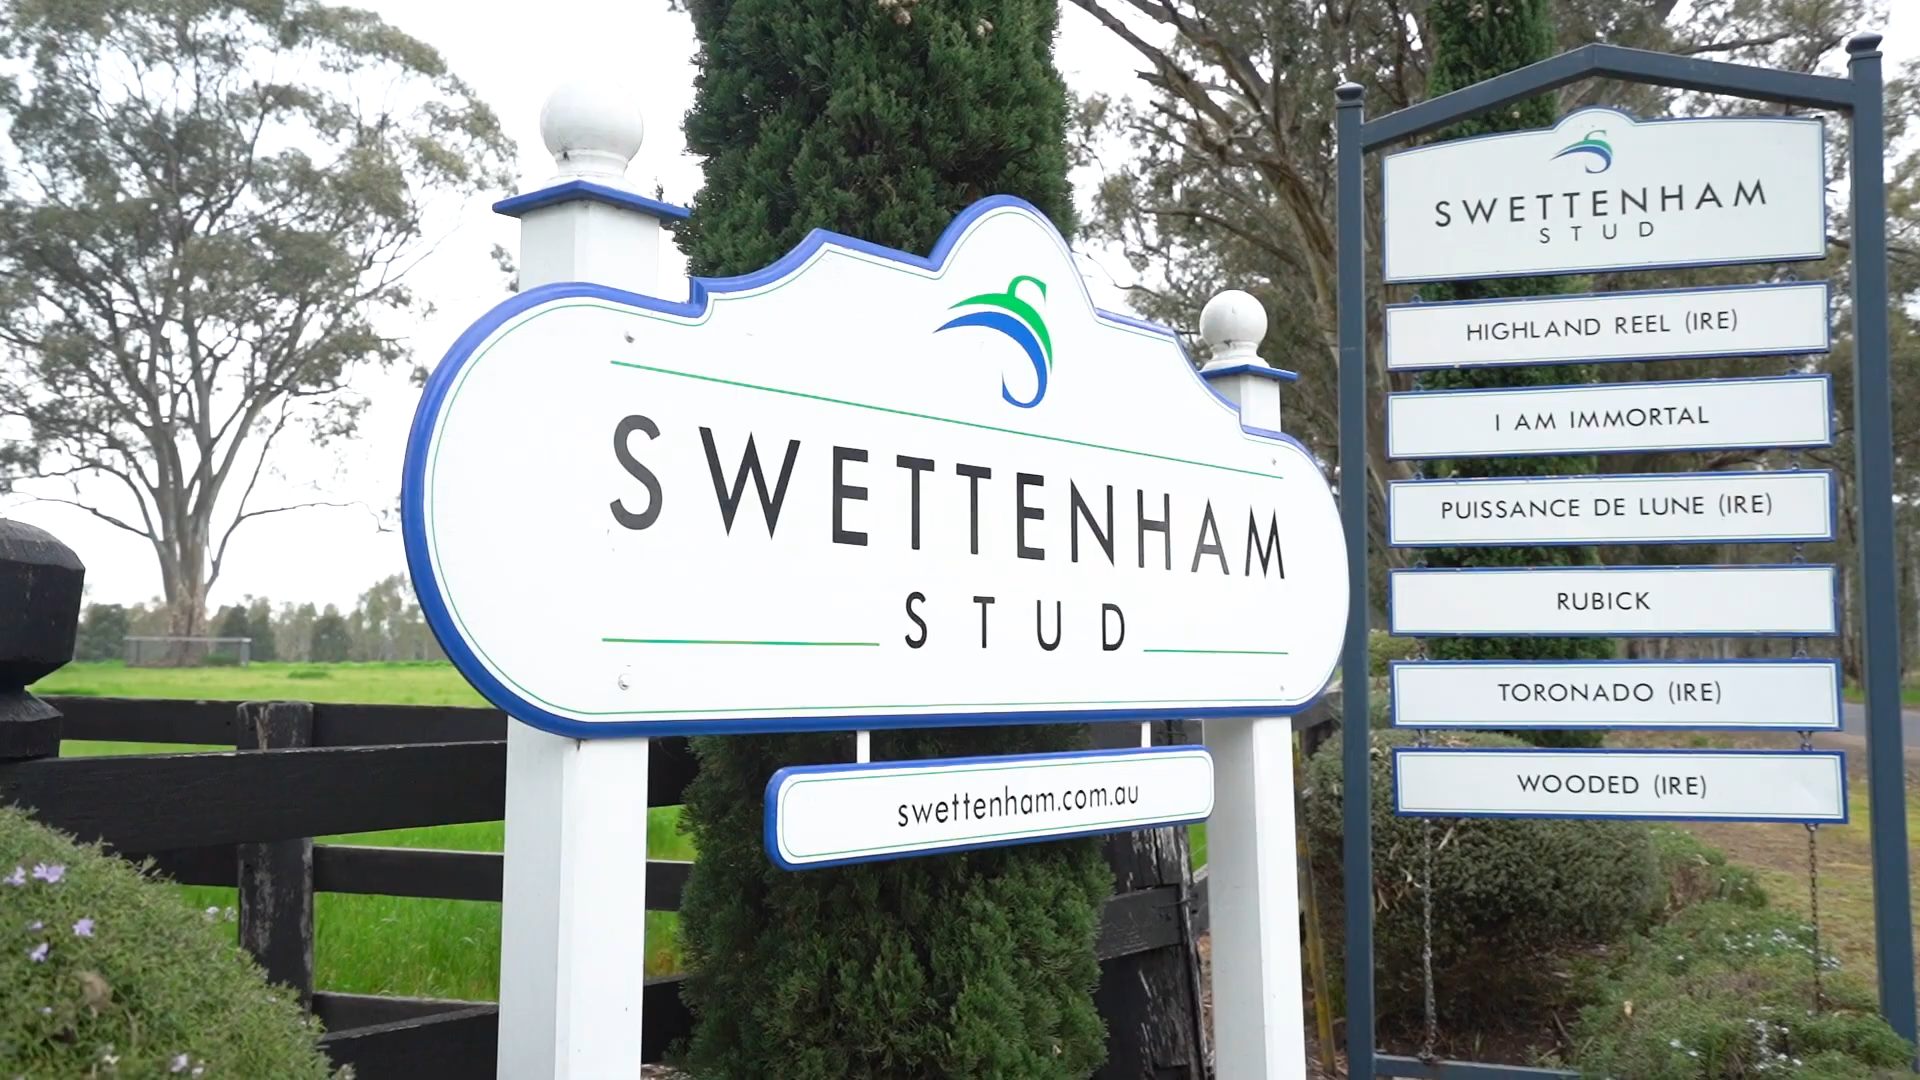 SWETTENHAM
STUD
swettenham.com.au
SWETTENHAM
STUD
HIGHLAND REEL (IRE)
I AM IMMORTAL
PUISSANCE DE LUNE (IRE)
RUBICK
TORONADO (IRE)
WOODED (IRE)